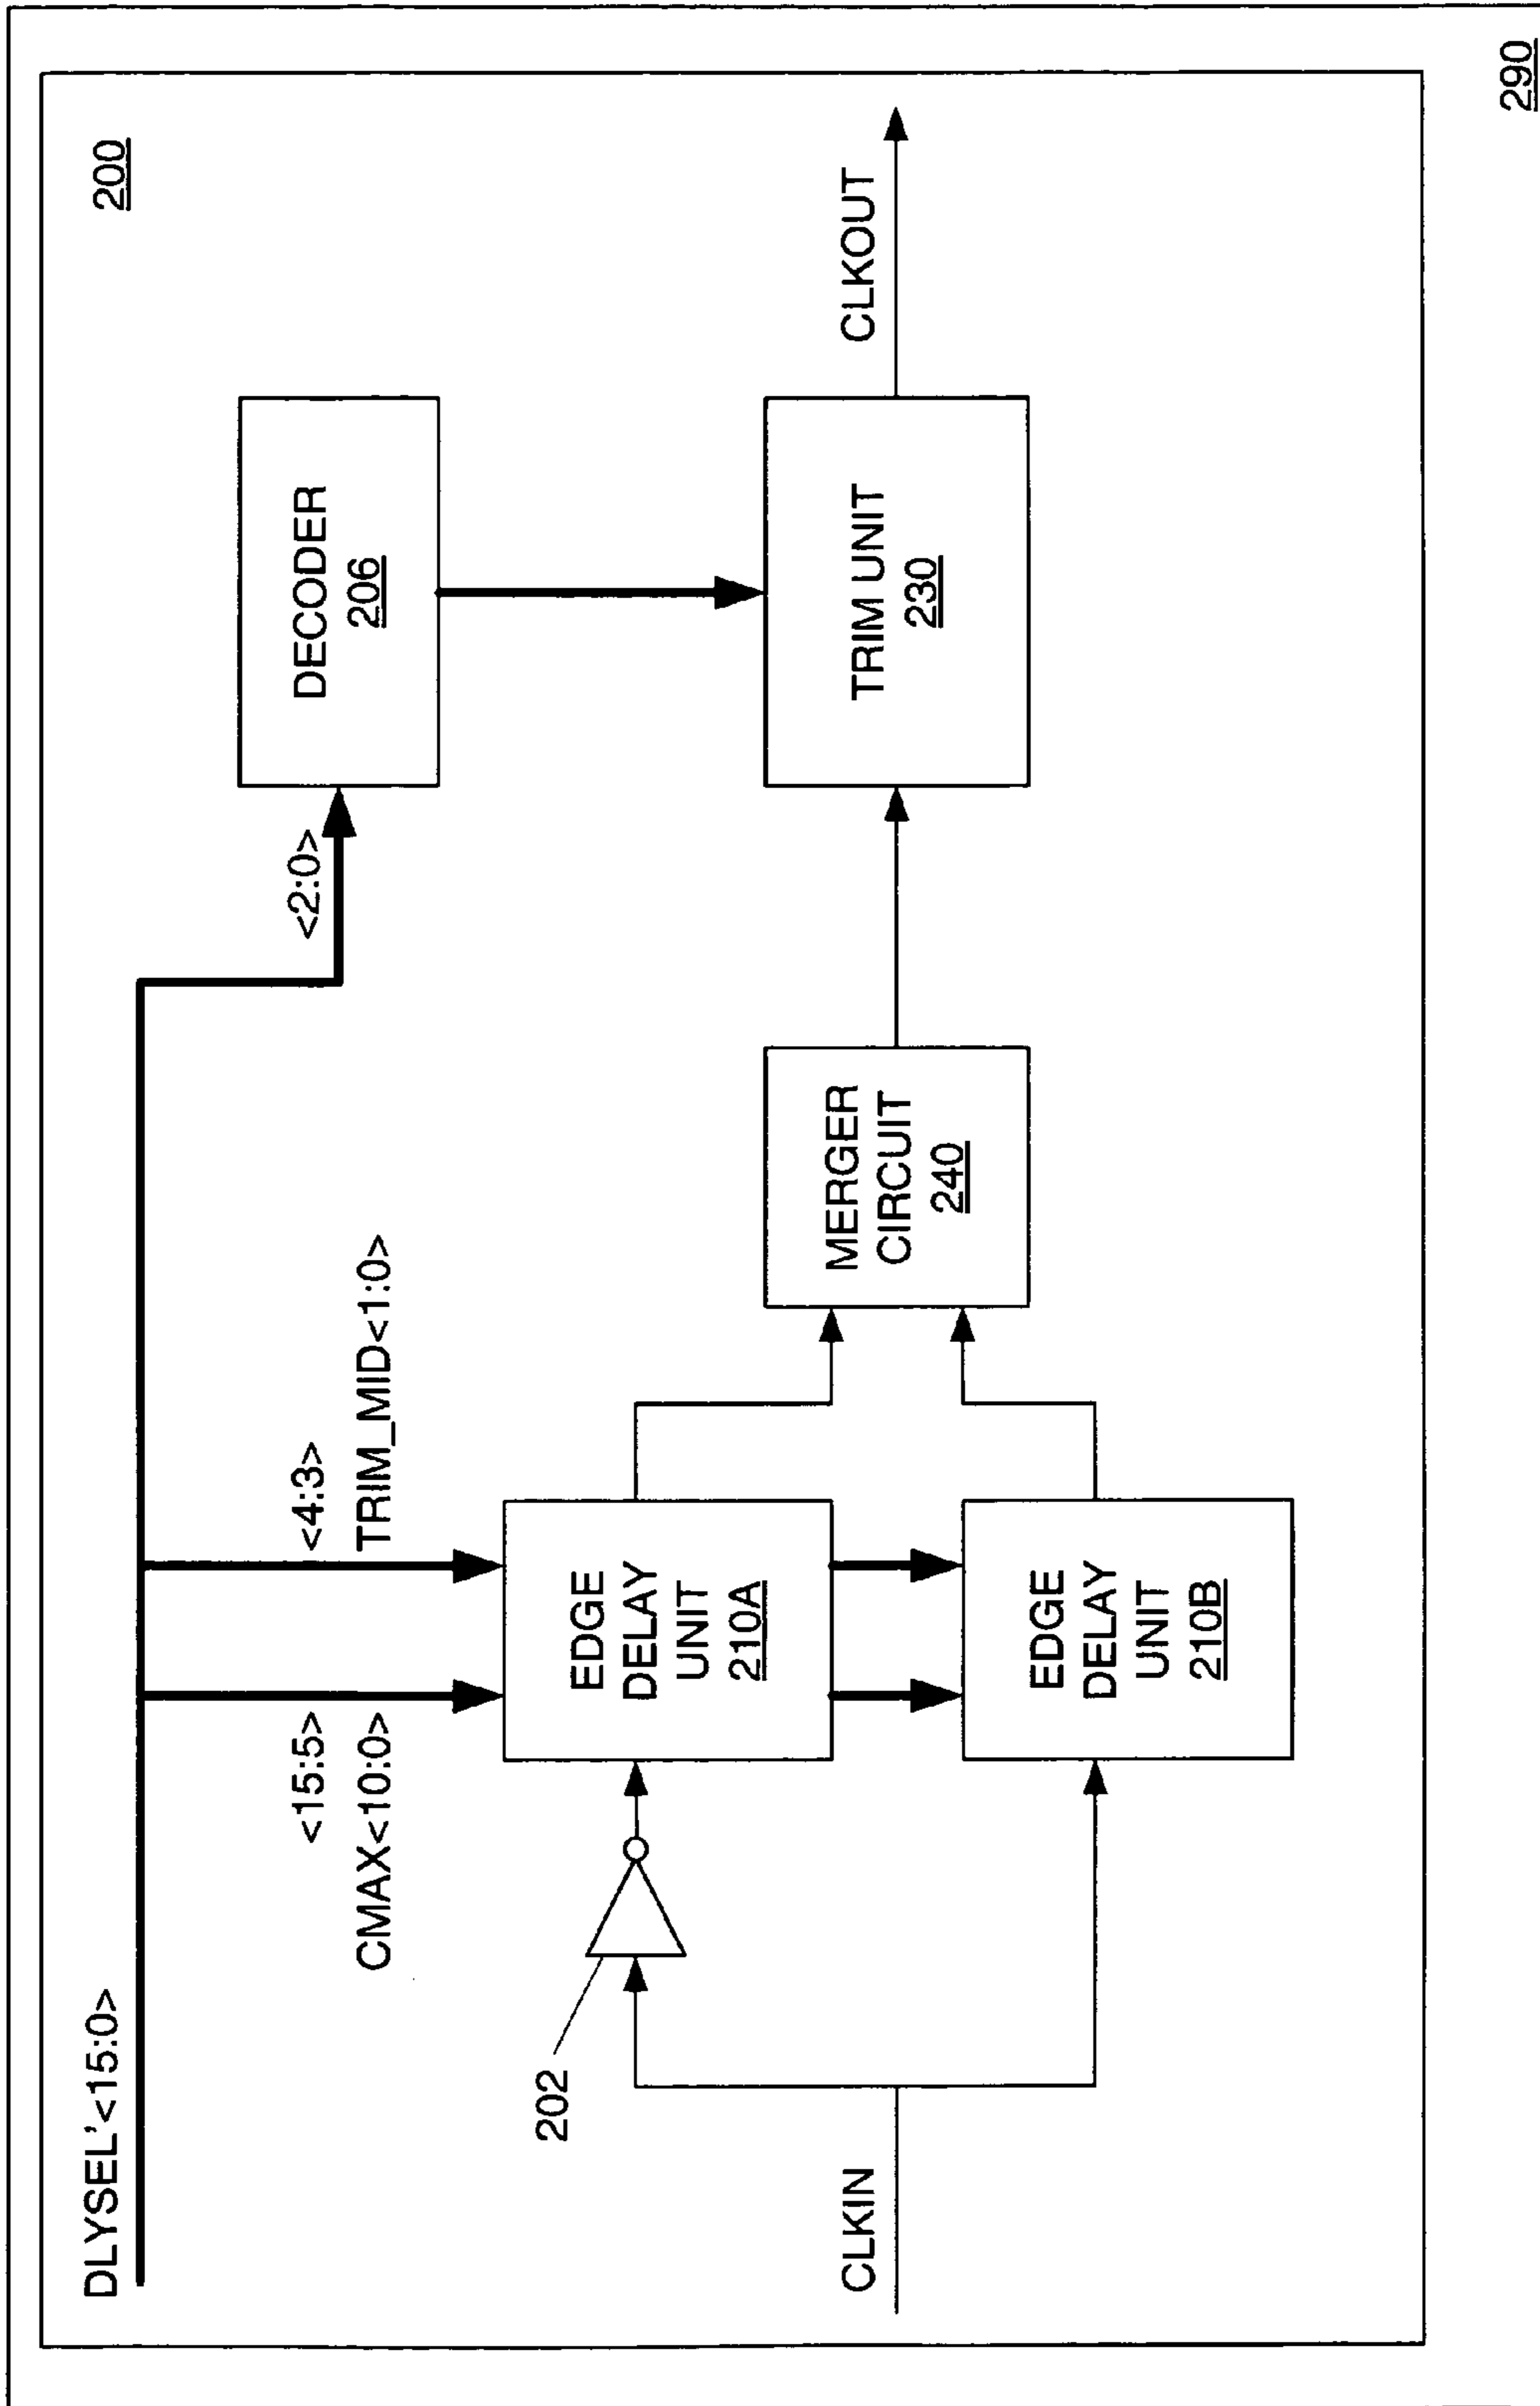 DLYSEL'<15:0>
200
<15:5>
CMAX<10:0>
<4:3>
TRIM_MID<1:0>
<2:0>
DECODER
206
202
EDGE
DELAY
UNIT
210A
CLKIN
MERGER
CIRCUIT
240
TRIM UNIT
230
CLKOUT
EDGE
DELAY
UNIT
210B
290